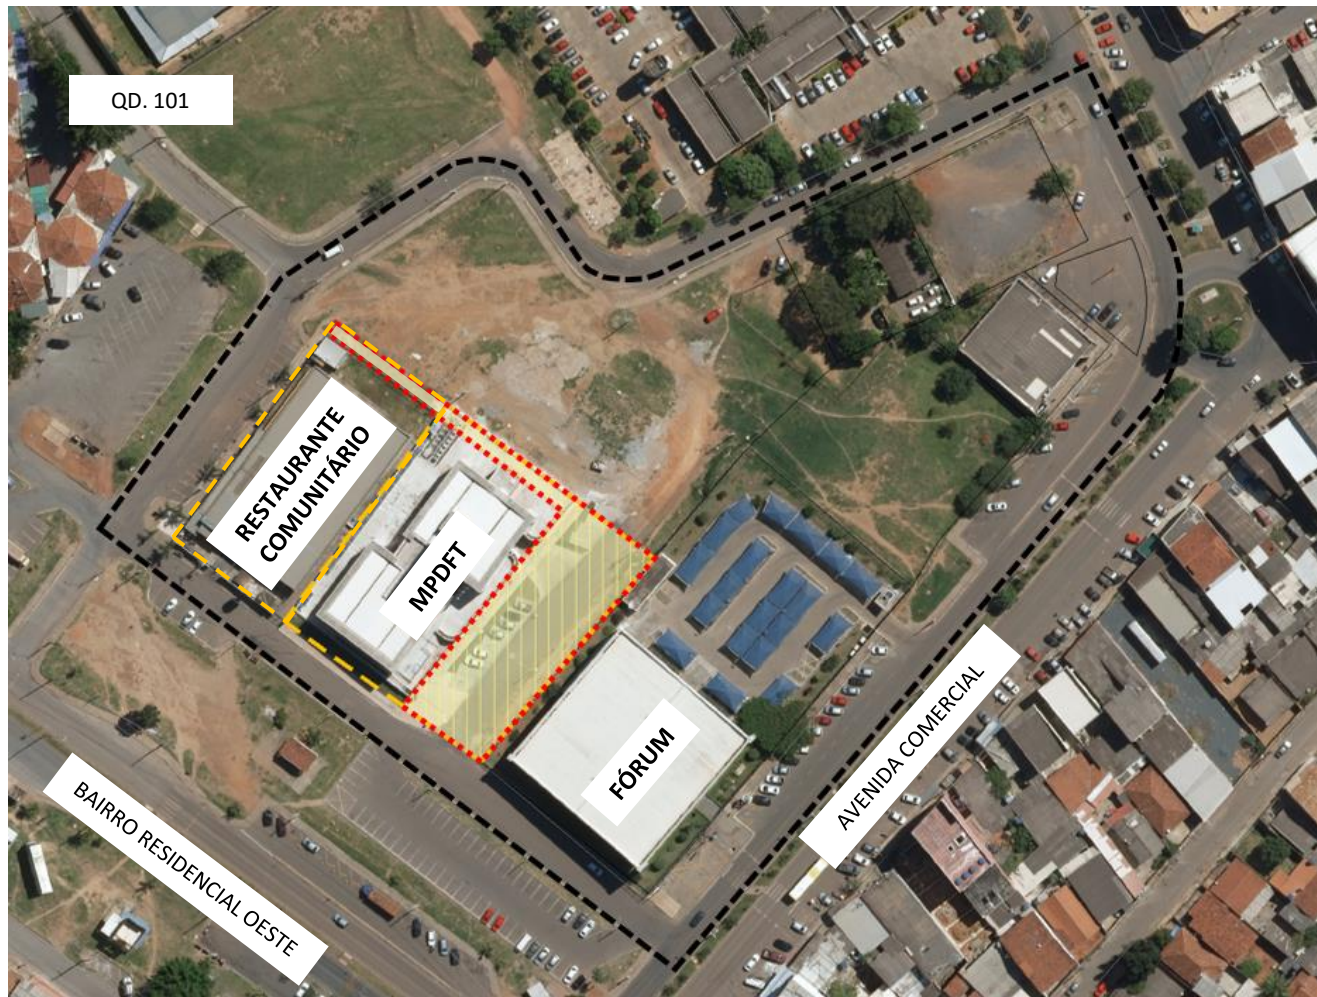 QD. 101
RESTAURANTE
COMUNITÁRIO
MPDFT
FÓRUM
AVENIDA COMERCIAL
BAIRRO RESIDENCIAL OESTE